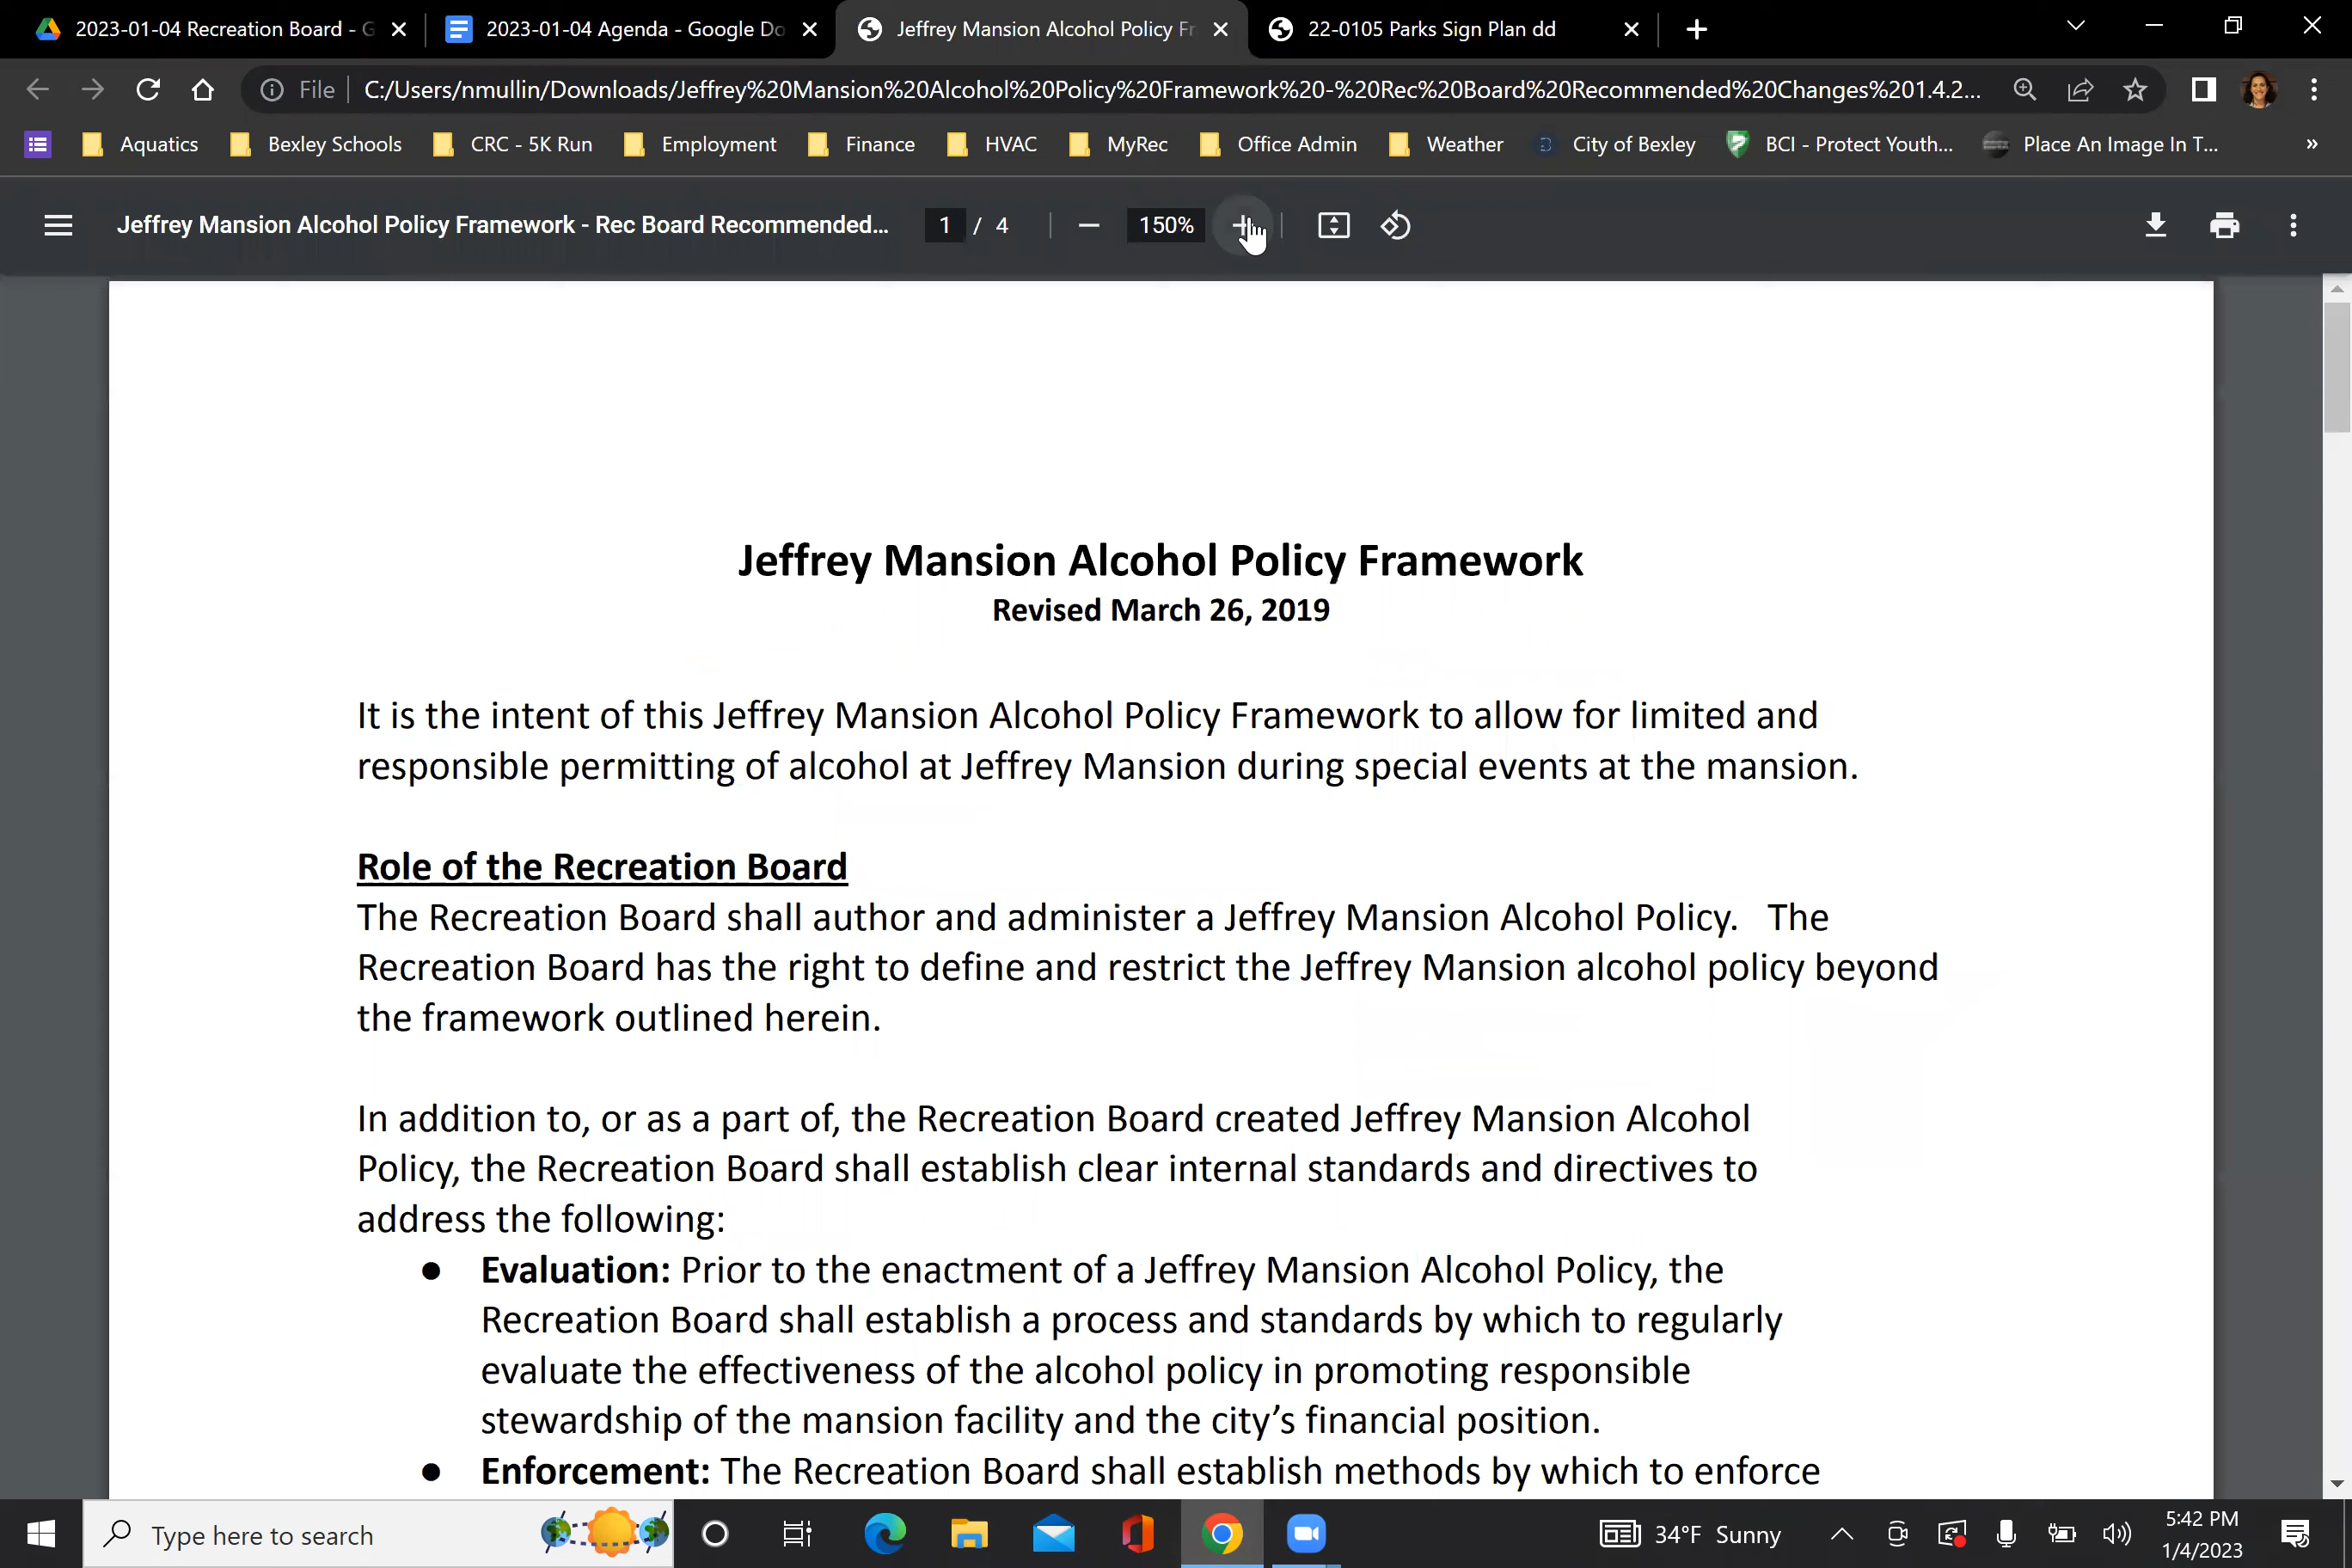 2023-01-04 Recreation Board - G
2023-01-04 Agenda - Google Do
Jeffrey Mansion Alcohol Policy Fr
22-0105 Parks Sign Plan dd
File
C:/Users/nmullin/Downloads/Jeffrey%20Mansion%20Alcohol%20Policy%20Framework%20-%20Rec%20Board%20Recommended%20Changes%201.4.2...
Aquatics
Bexley Schools
CRC - 5K Run
Employment
Finance
HVAC
MyRec
Office Admin
Weather
City of Bexley
BCI - Protect Youth...
Place An Image In T...
»
Jeffrey Mansion Alcohol Policy Framework - Rec Board Recommended...
1 / 4
150%
Jeffrey Mansion Alcohol Policy Framework
Revised March 26, 2019
It is the intent of this Jeffrey Mansion Alcohol Policy Framework to allow for limited and
responsible permitting of alcohol at Jeffrey Mansion during special events at the mansion.
Role of the Recreation Board
The Recreation Board shall author and administer a Jeffrey Mansion Alcohol Policy. The
Recreation Board has the right to define and restrict the Jeffrey Mansion alcohol policy beyond
the framework outlined herein.
In addition to, or as a part of, the Recreation Board created Jeffrey Mansion Alcohol
Policy, the Recreation Board shall establish clear internal standards and directives to
address the following:
● Evaluation: Prior to the enactment of a Jeffrey Mansion Alcohol Policy, the
Recreation Board shall establish a process and standards by which to regularly
evaluate the effectiveness of the alcohol policy in promoting responsible
stewardship of the mansion facility and the city’s financial position.
● Enforcement: The Recreation Board shall establish methods by which to enforce
Type here to search
34°F Sunny
5:42 PM
1/4/2023